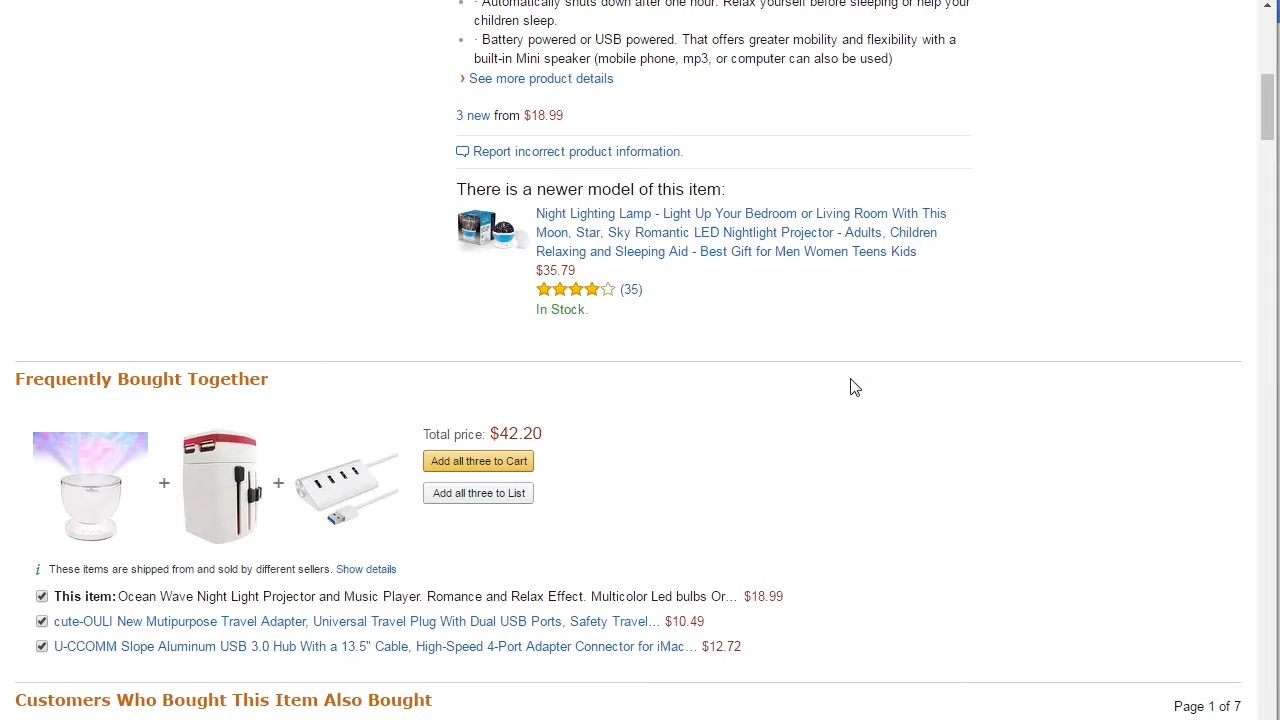 · Automatically shuts down after one hour. Relax yourself before sleeping or help your
children sleep.
· Battery powered or USB powered. That offers greater mobility and flexibility with a
built-in Mini speaker (mobile phone, mp3, or computer can also be used)
› See more product details
3 new from $18.99
Report incorrect product information.
There is a newer model of this item:
Night Lighting Lamp - Light Up Your Bedroom or Living Room With This
Moon, Star, Sky Romantic LED Nightlight Projector - Adults, Children
Relaxing and Sleeping Aid - Best Gift for Men Women Teens Kids
$35.79
(35)
In Stock.
Frequently Bought Together
Total price: $42.20
Add all three to Cart
Add all three to List
+ +
i These items are shipped from and sold by different sellers. Show details
This item: Ocean Wave Night Light Projector and Music Player. Romance and Relax Effect. Multicolor Led bulbs Or… $18.99
cute-OULI New Mutipurpose Travel Adapter, Universal Travel Plug With Dual USB Ports, Safety Travel… $10.49
U-CCOMM Slope Aluminum USB 3.0 Hub With a 13.5" Cable, High-Speed 4-Port Adapter Connector for iMac… $12.72
Customers Who Bought This Item Also Bought
Page 1 of 7